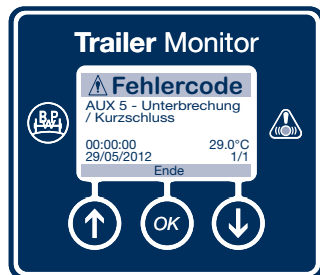 Trailer Monitor
Fehlercode
AUX 5 - Unterbrechung
/ Kurzschluss
00:00:00 29.0°C
29/05/2012 1/1
Ende
BPW
OK